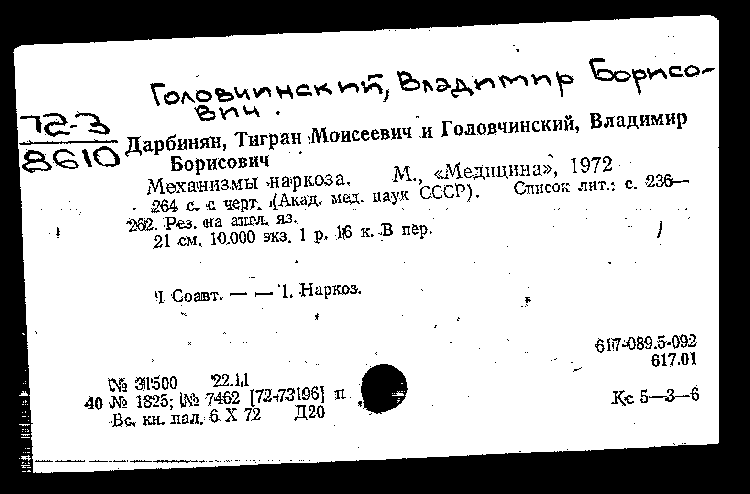 Головчинский, Владимир Борисо-
вич.
72-3
8610
Дарбинян, Тигран Моисеевич и Головчинский, Владимир
Борисович
Механизмы наркоза. М., «Медицина», 1972
264 с. с черт. (Акад. мед. наук СССР). Список лит.: с. 236—
262. Рез. на англ. яз.
21 см. 10.000 экз. 1 р. 16 к. В пер.
I Соавт. — — 1. Наркоз.
617-089.5-092
617.01
№ 31500 22.11
40 № 1825; № 7462 [72-73196] п
Вс. кн. пал. 6 X 72 Д20
Кс 5—3—6